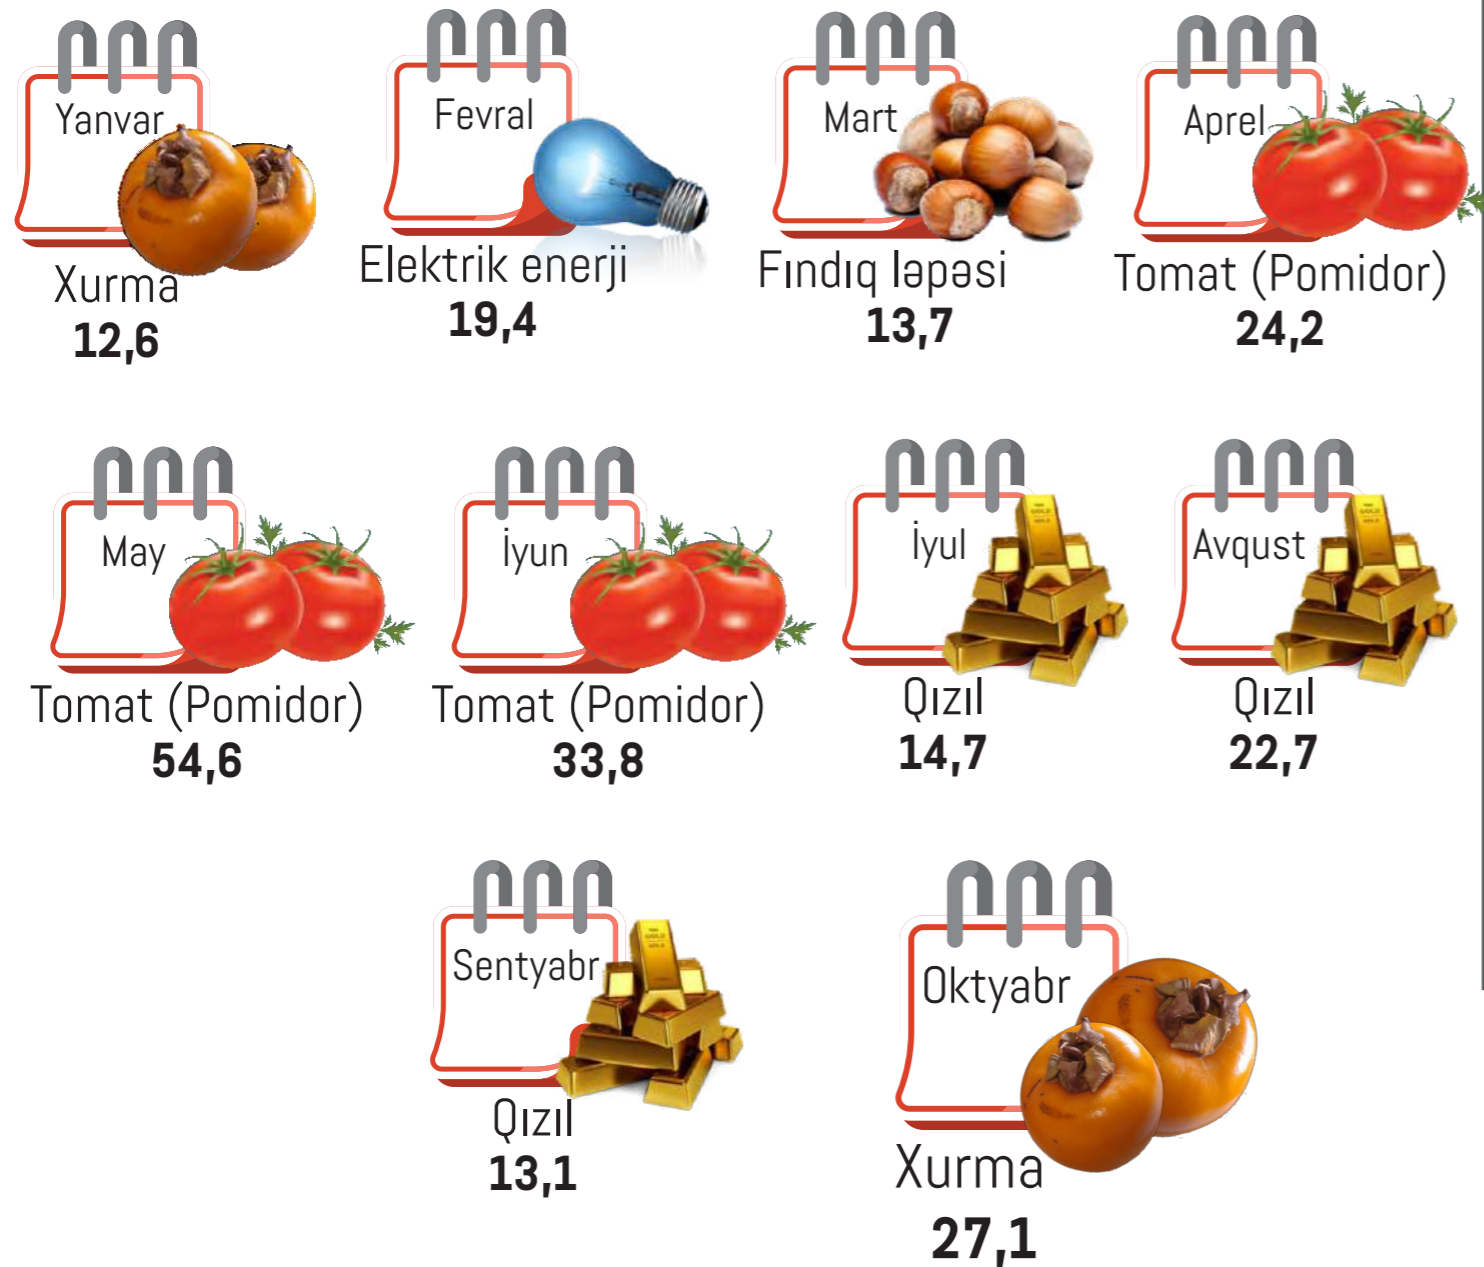 Yanvar
Xurma
12,6
Fevral
Elektrik enerji
19,4
Mart
Fındıq ləpəsi
13,7
Aprel
Tomat (Pomidor)
24,2
May
Tomat (Pomidor)
54,6
İyun
Tomat (Pomidor)
33,8
İyul
Qızıl
14,7
Avqust
Qızıl
22,7
Sentyabr
Qızıl
13,1
Oktyabr
Xurma
27,1